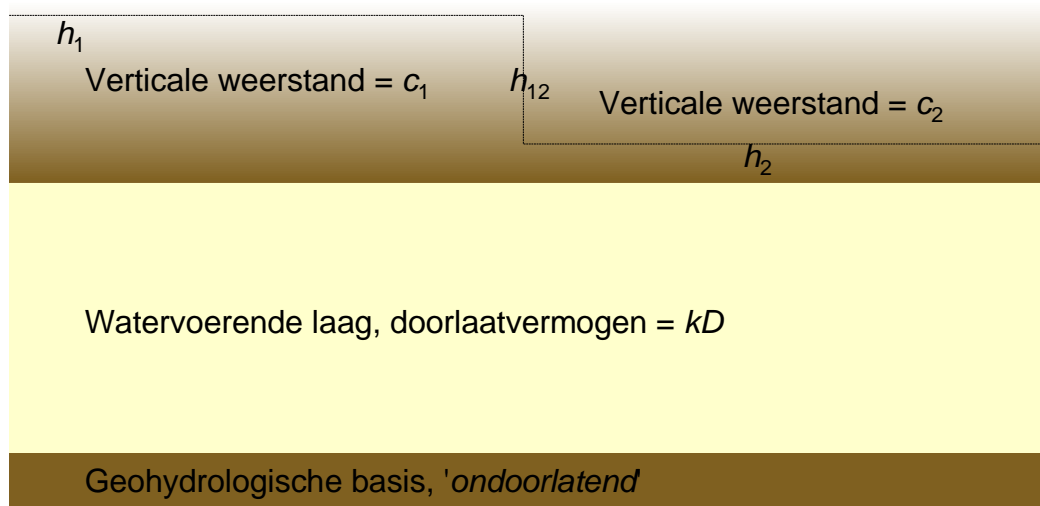 h₁
Verticale weerstand = c₁
h₁₂
Verticale weerstand = c₂
h₂
Watervoerende laag, doorlaatvermogen = kD
Geohydrologische basis, 'ondoorlatend'